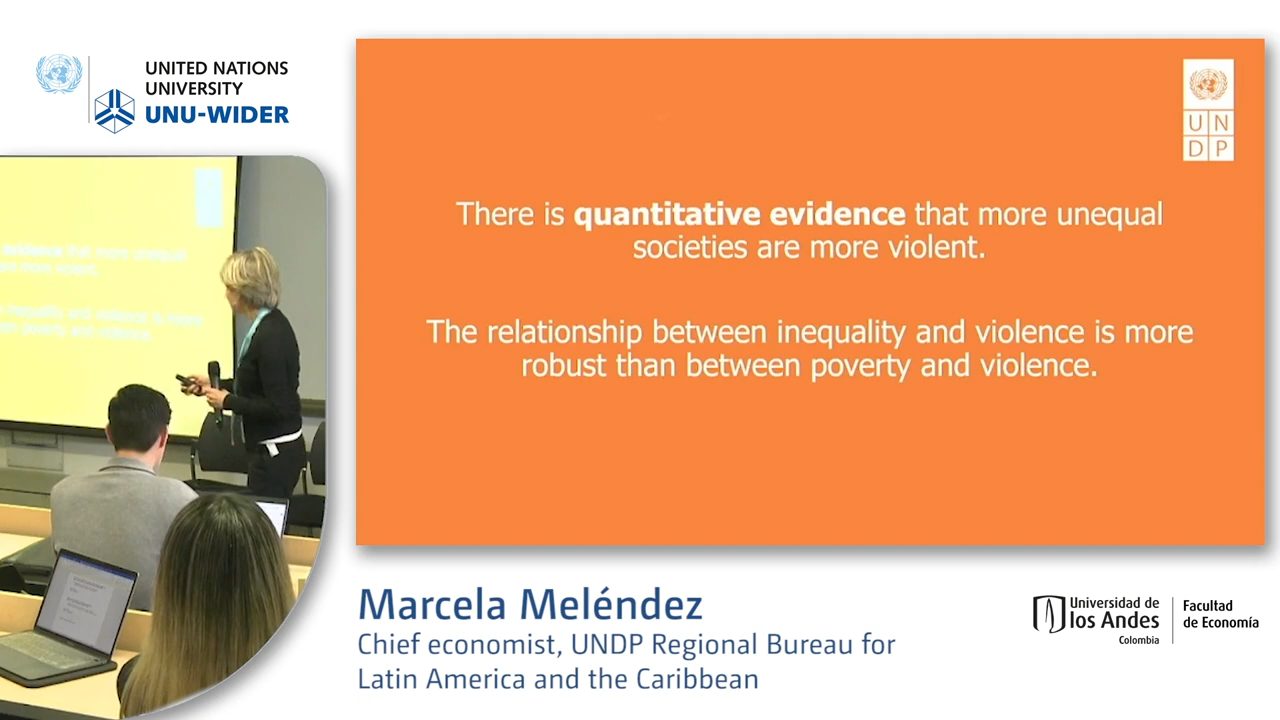 UNITED NATIONS
UNIVERSITY
UNU-WIDER
U N
D P
There is quantitative evidence that more unequal
societies are more violent.
The relationship between inequality and violence is more
robust than between poverty and violence.
Marcela Meléndez
Chief economist, UNDP Regional Bureau for
Latin America and the Caribbean
Universidad de
los Andes
Colombia
Facultad
de Economía